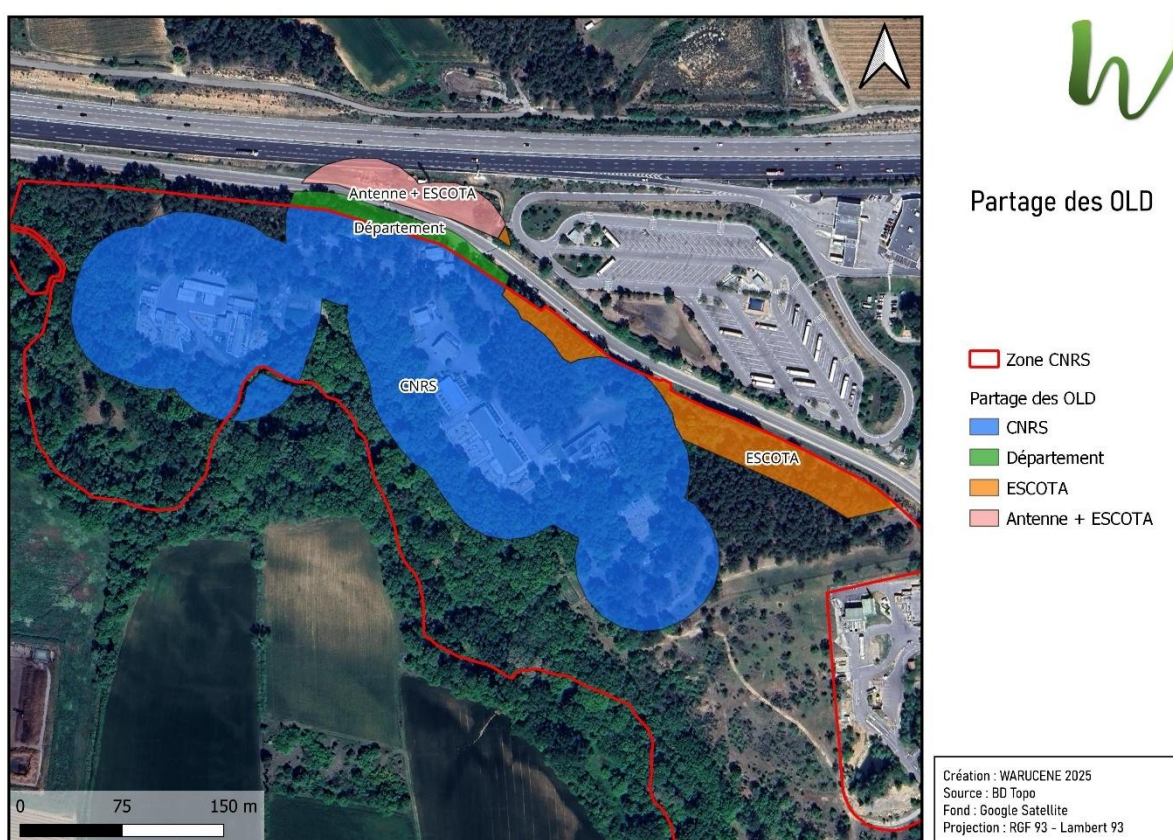 Antenne + ESCOTA
Département
CNRS
ESCOTA
0 75 150 m
Partage des OLD
Zone CNRS
Partage des OLD
CNRS
Département
ESCOTA
Antenne + ESCOTA
Création : WARUCENE 2025
Source : BD Topo
Fond : Google Satellite
Projection : RGF 93 - Lambert 93